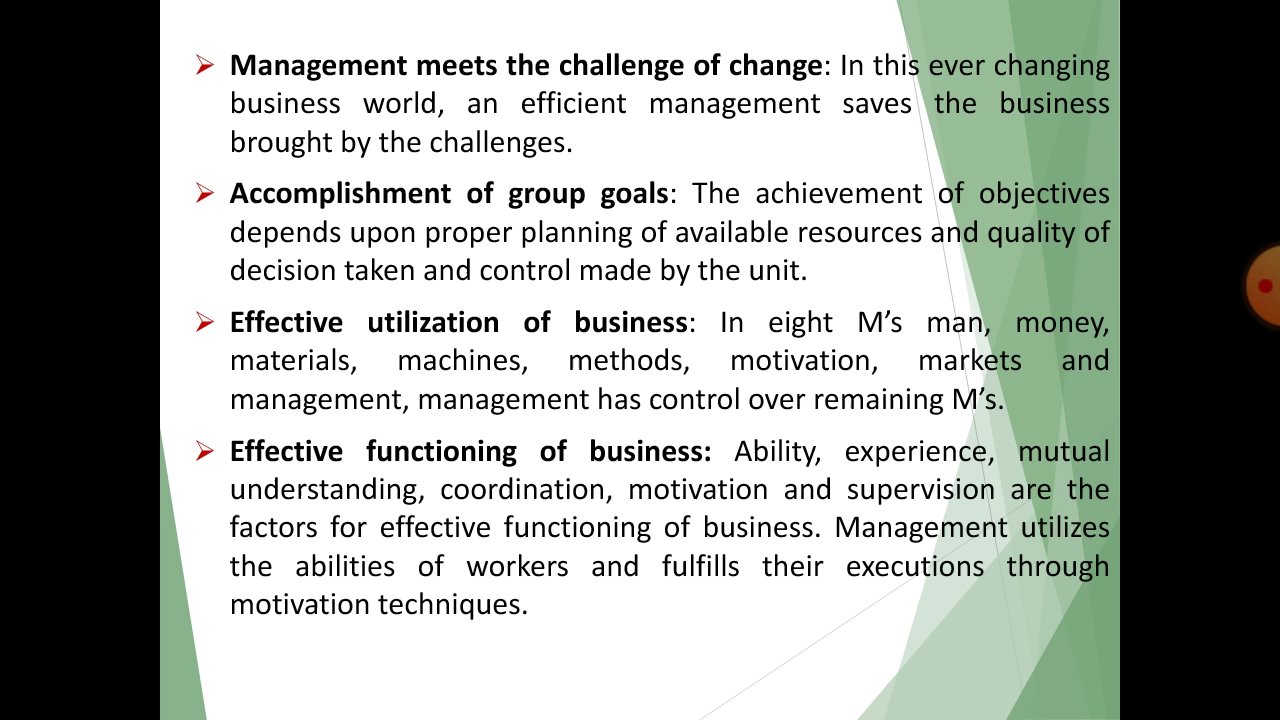 Management meets the challenge of change: In this ever changing
business world, an efficient management saves the business
brought by the challenges.
Accomplishment of group goals: The achievement of objectives
depends upon proper planning of available resources and quality of
decision taken and control made by the unit.
Effective utilization of business: In eight M’s man, money,
materials, machines, methods, motivation, markets and
management, management has control over remaining M’s.
Effective functioning of business: Ability, experience, mutual
understanding, coordination, motivation and supervision are the
factors for effective functioning of business. Management utilizes
the abilities of workers and fulfills their executions through
motivation techniques.